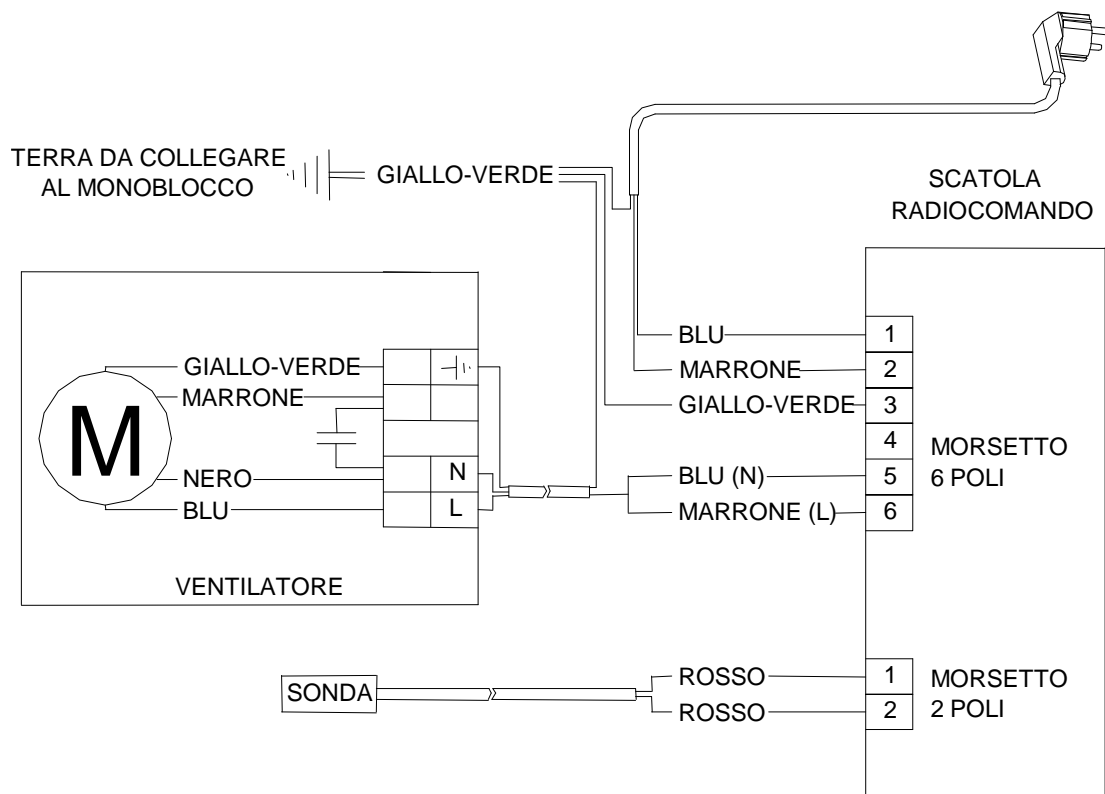 TERRA DA COLLEGARE
AL MONOBLOCCO
GIALLO-VERDE
SCATOLA
RADIOCOMANDO
GIALLO-VERDE
MARRONE
M
NERO
BLU
N
L
VENTILATORE
BLU
1
MARRONE
2
GIALLO-VERDE
3
4
BLU (N)
5
MARRONE (L)
6
MORSETTO
6 POLI
SONDA
ROSSO
1
ROSSO
2
MORSETTO
2 POLI